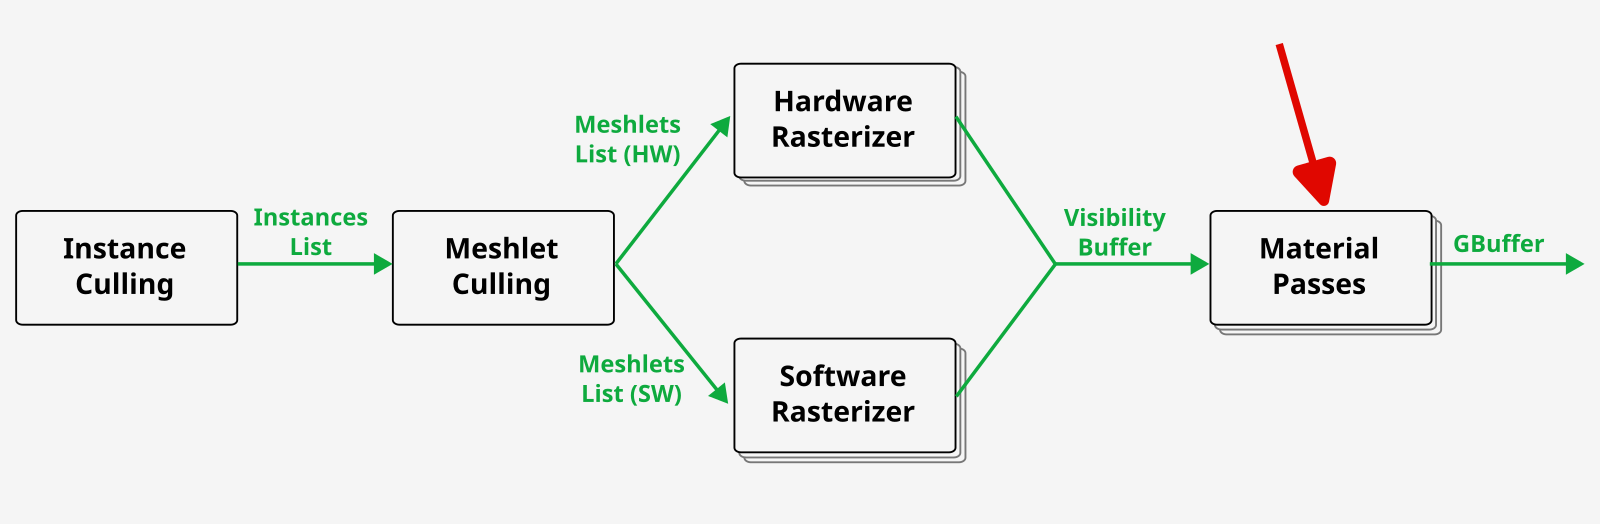 Instance
Culling
Instances
List
Meshlet
Culling
Meshlets
List (HW)
Hardware
Rasterizer
Meshlets
List (SW)
Software
Rasterizer
Visibility
Buffer
Material
Passes
GBuffer